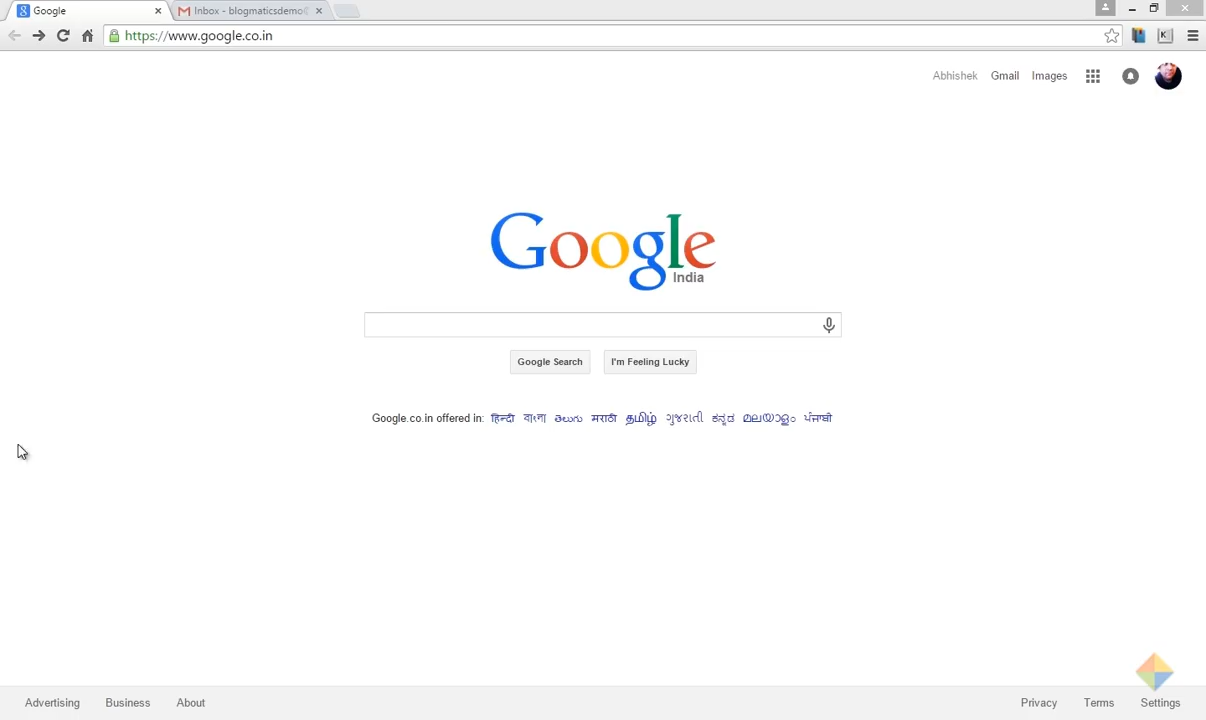 Google
Inbox - blogmaticsdemo@
https://www.google.co.in
Abhishek Gmail Images
Google
India
Google Search I'm Feeling Lucky
Google.co.in offered in: हिन्दी বাংলা తెలుగు मराठी தமிழ் ગુજરાતી ಕನ್ನಡ മലയാളം ਪੰਜਾਬੀ
Advertising Business About
Privacy Terms Settings